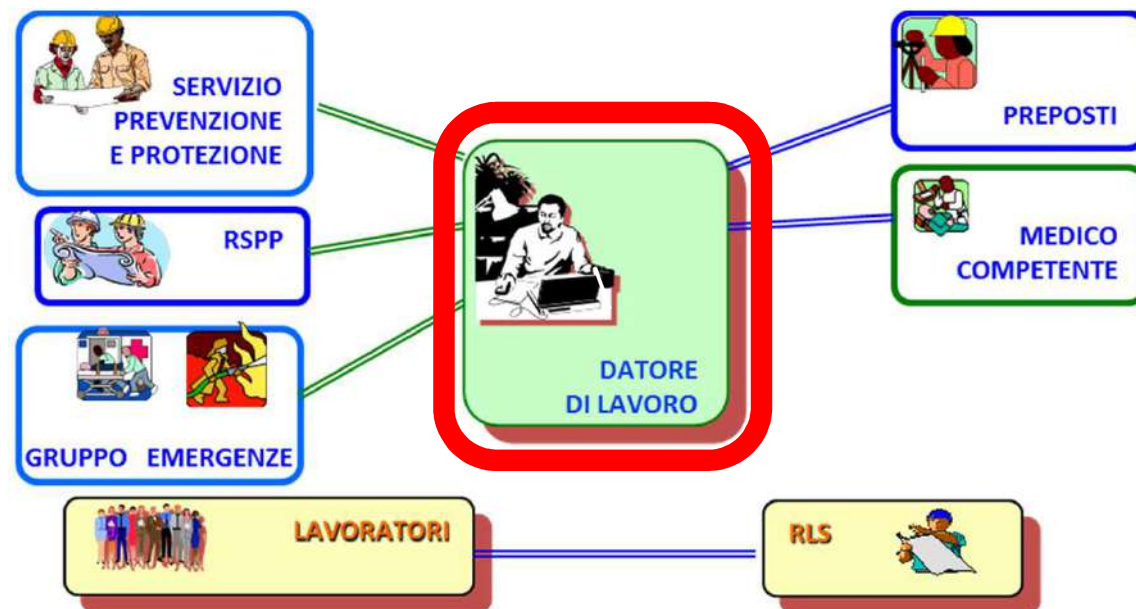 SERVIZIO
PREVENZIONE
E PROTEZIONE
RSPP
GRUPPO EMERGENZE
DATORE
DI LAVORO
PREPOSTI
MEDICO
COMPETENTE
LAVORATORI
RLS